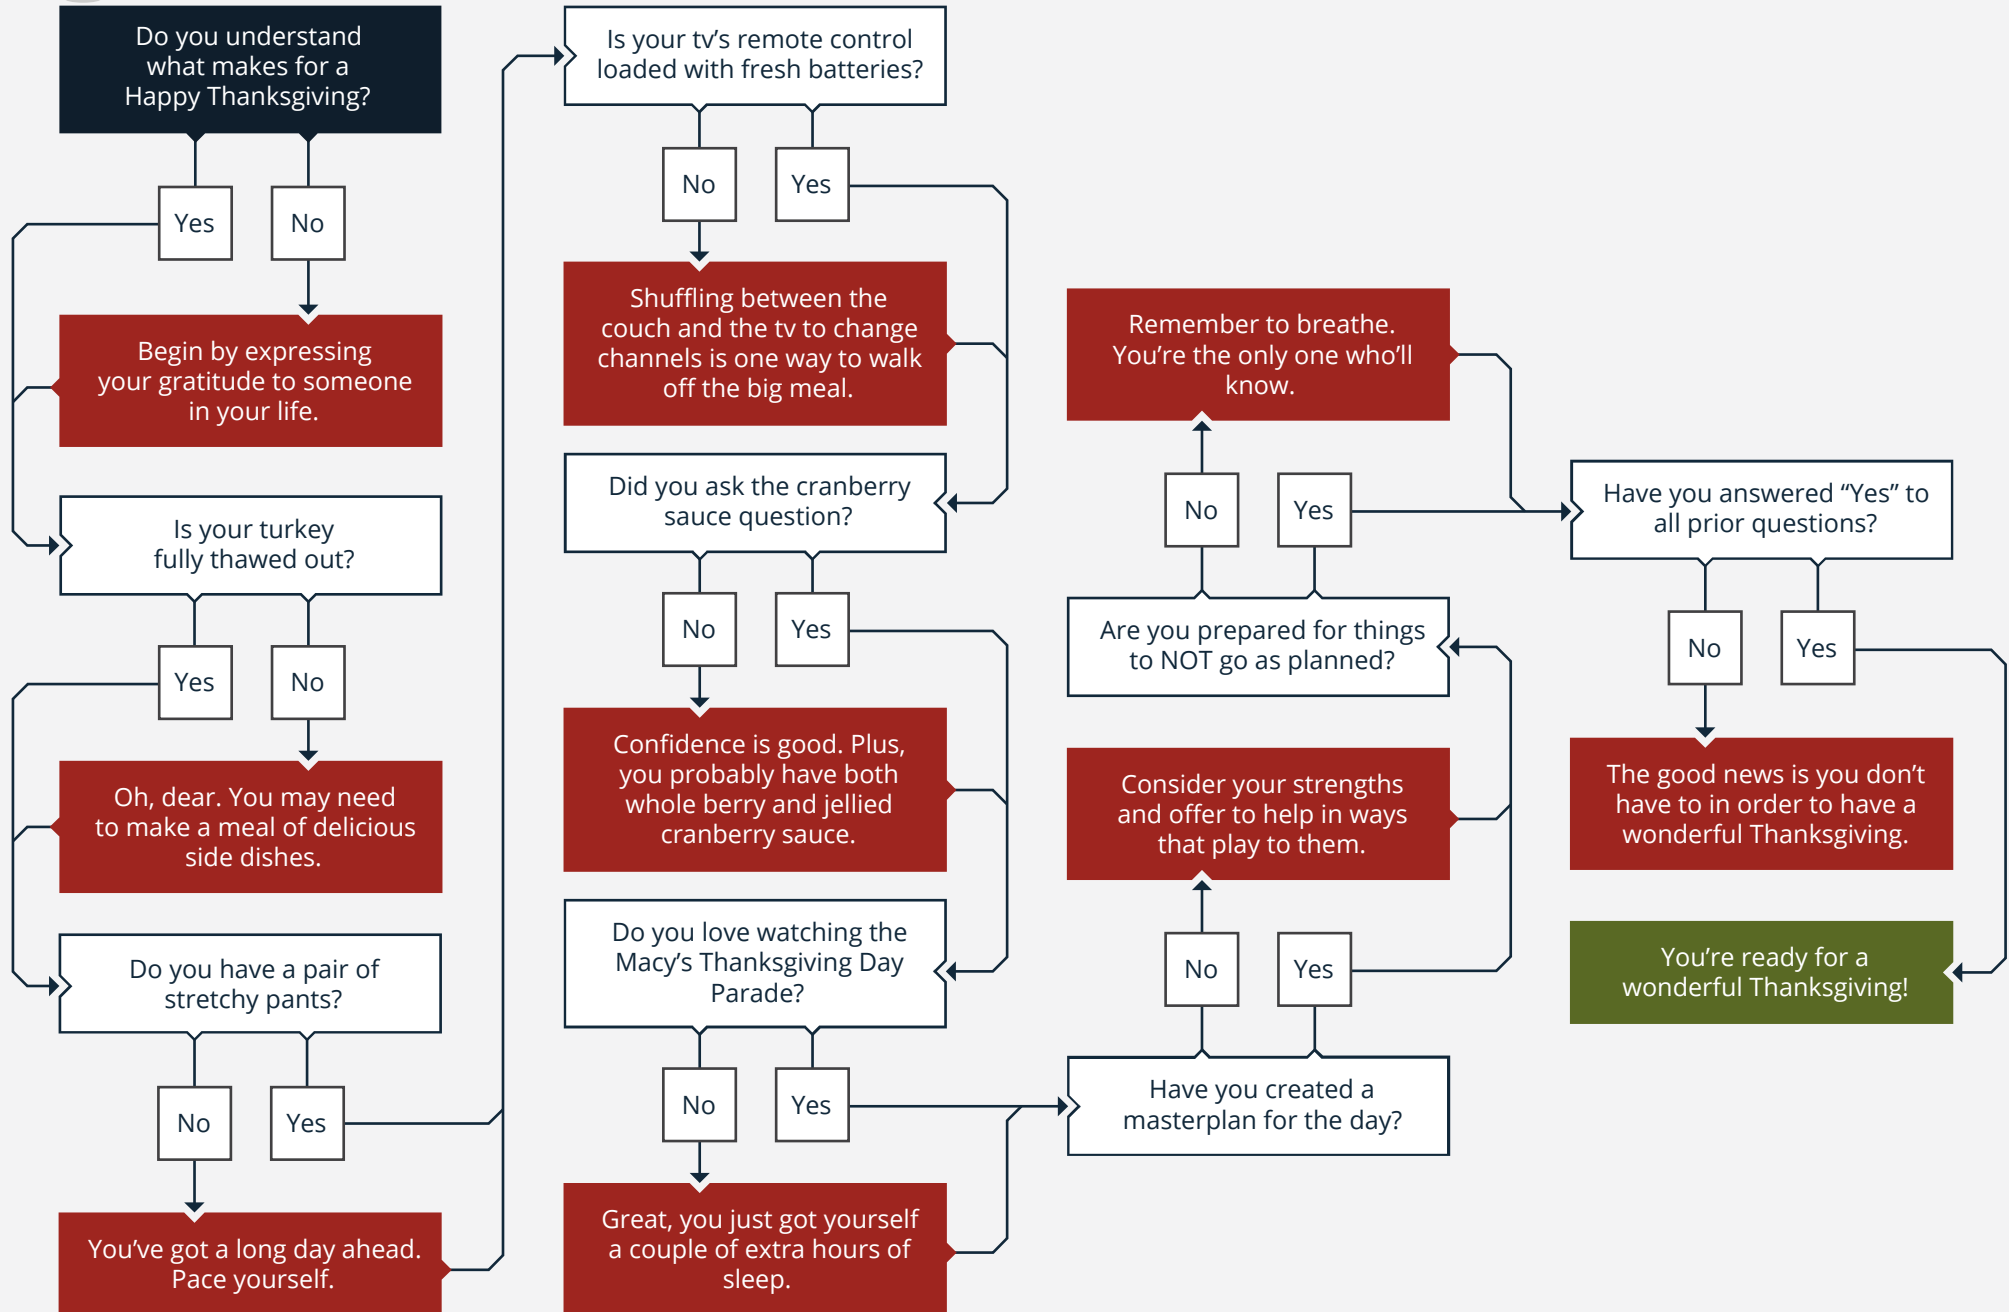 Do you understand
what makes for a
Happy Thanksgiving?
Yes
No
Begin by expressing
your gratitude to someone
in your life.
Is your turkey
fully thawed out?
Yes
No
Oh, dear. You may need
to make a meal of delicious
side dishes.
Do you have a pair of
stretchy pants?
No
Yes
You’ve got a long day ahead.
Pace yourself.
Is your tv’s remote control
loaded with fresh batteries?
No
Yes
Shuffling between the
couch and the tv to change
channels is one way to walk
off the big meal.
Did you ask the cranberry
sauce question?
No
Yes
Confidence is good. Plus,
you probably have both
whole berry and jellied
cranberry sauce.
Do you love watching the
Macy’s Thanksgiving Day
Parade?
No
Yes
Great, you just got yourself
a couple of extra hours of
sleep.
Have you created a
masterplan for the day?
No
Yes
Consider your strengths
and offer to help in ways
that play to them.
Are you prepared for things
to NOT go as planned?
No
Yes
Remember to breathe.
You’re the only one who’ll
know.
Have you answered “Yes” to
all prior questions?
No
Yes
The good news is you don’t
have to in order to have a
wonderful Thanksgiving.
You’re ready for a
wonderful Thanksgiving!